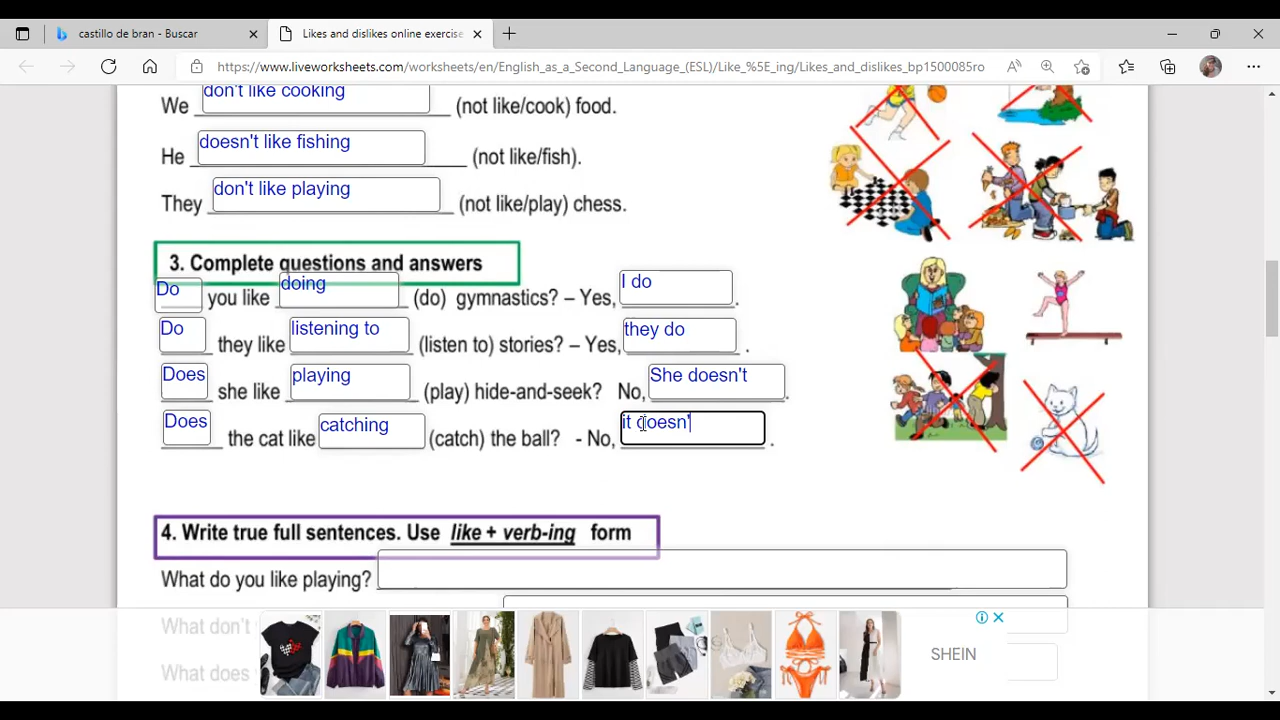 castillo de bran - Buscar
Likes and dislikes online exercise
https://www.liveworksheets.com/worksheets/en/English_as_a_Second_Language_(ESL)/Like_%5E_ing/Likes_and_dislikes_bp1500085ro
We don't like cooking (not like/cook) food.
He doesn't like fishing (not like/fish).
They don't like playing (not like/play) chess.
3. Complete questions and answers
Do you like doing (do) gymnastics? – Yes, I do.
Do they like listening to (listen to) stories? – Yes, they do .
Does she like playing (play) hide-and-seek? No, She doesn't.
Does the cat like catching (catch) the ball? - No, it doesn' .
4. Write true full sentences. Use like + verb-ing form
What do you like playing?
What don't
What does
SHEIN